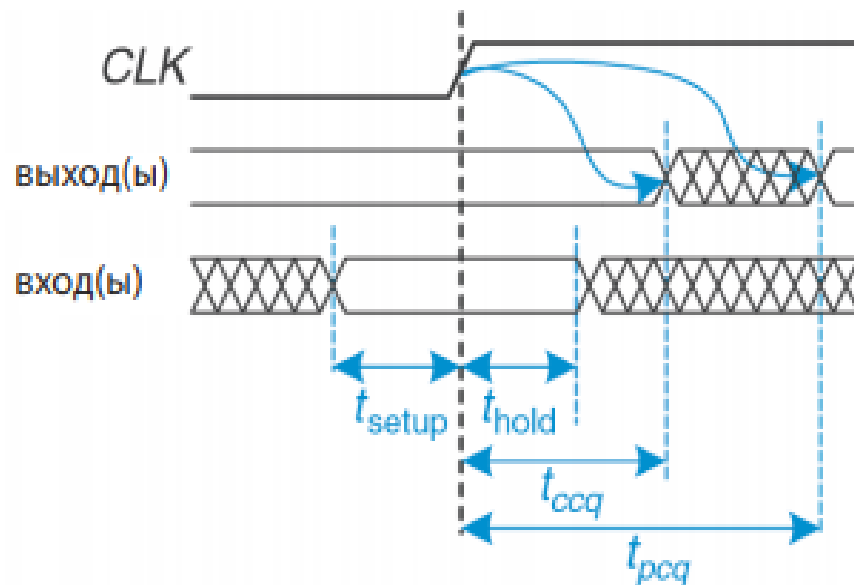 CLK
выход(ы)
вход(ы)
tsetup thold
tccq
tpcq